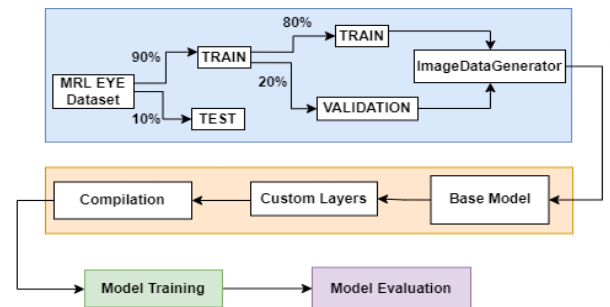 80%
TRAIN
90%
TRAIN
ImageDataGenerator
MRL EYE
Dataset
20%
VALIDATION
10%
TEST
Compilation
Custom Layers
Base Model
Model Training
Model Evaluation